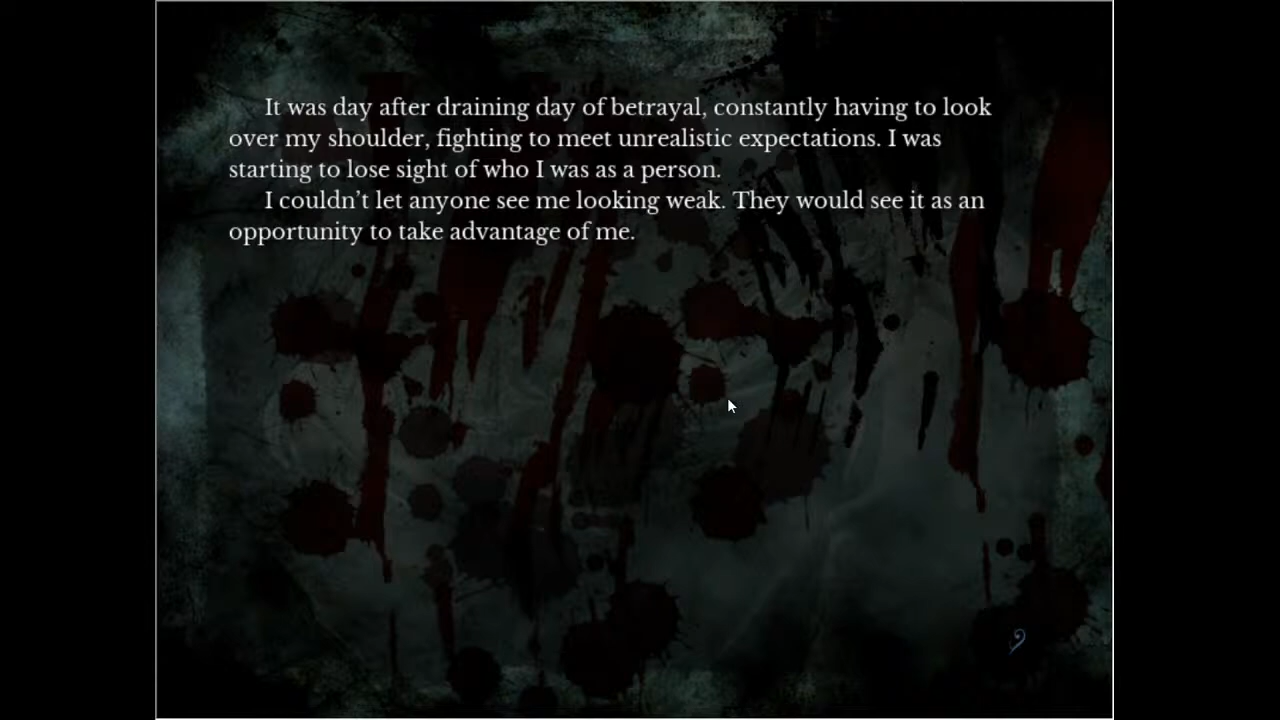 It was day after draining day of betrayal, constantly having to look
over my shoulder, fighting to meet unrealistic expectations. I was
starting to lose sight of who I was as a person.
I couldn’t let anyone see me looking weak. They would see it as an
opportunity to take advantage of me.